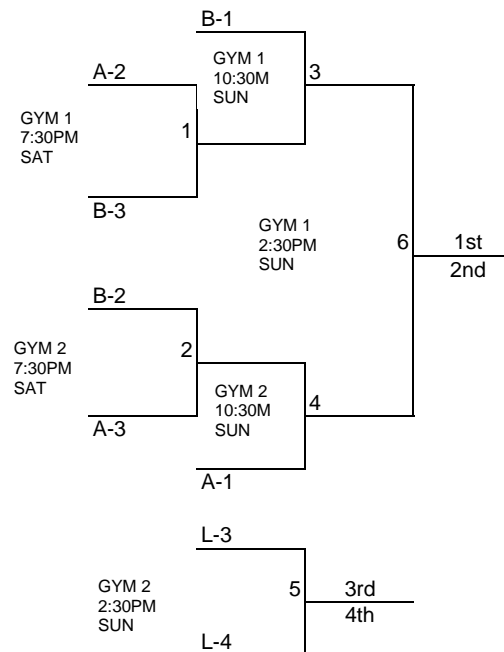 B-1
GYM 1
10:30M
SUN
3
A-2
GYM 1
7:30PM
SAT
1
B-3
GYM 1
2:30PM
SUN
6
1st
2nd
B-2
GYM 2
7:30PM
SAT
2
A-3
GYM 2
10:30M
SUN
4
A-1
L-3
GYM 2
2:30PM
SUN
5
3rd
4th
L-4